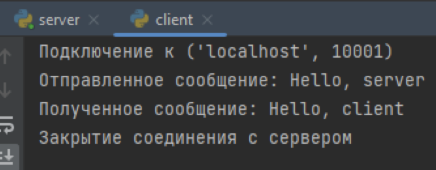 server client
Подключение к ('localhost', 10001)
Отправленное сообщение: Hello, server
Полученное сообщение: Hello, client
Закрытие соединения с сервером